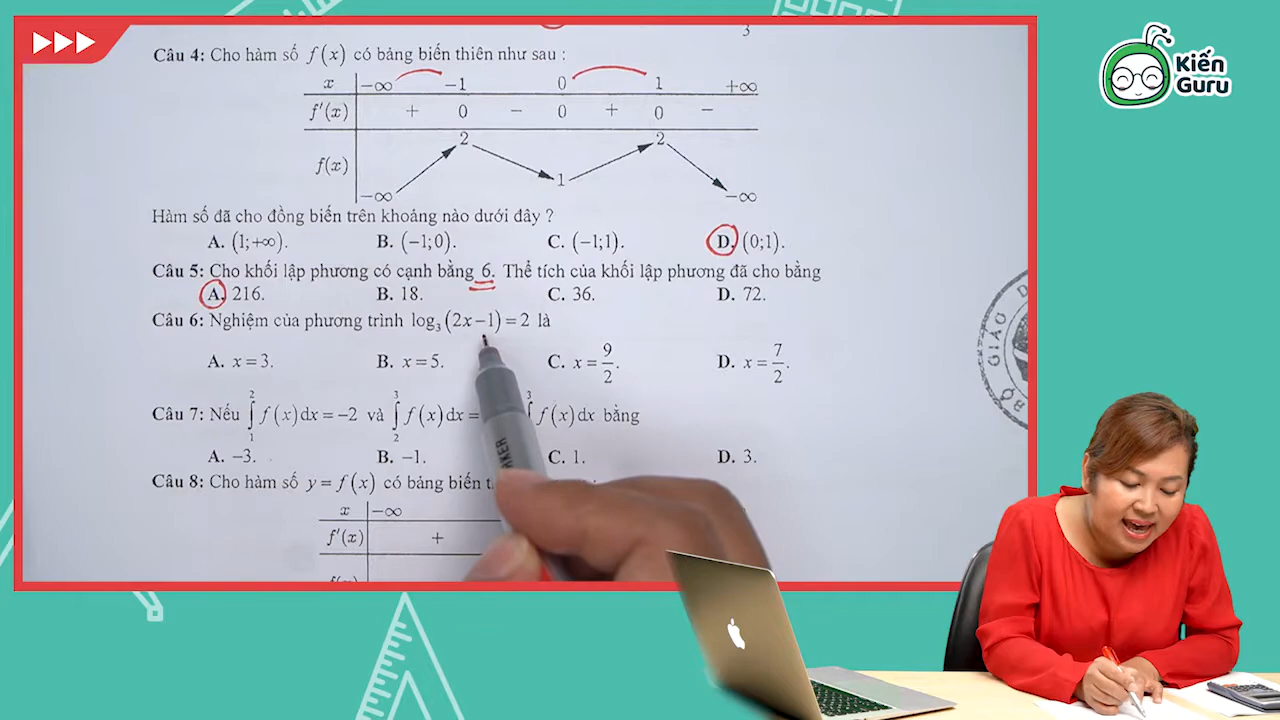 3
Câu 4: Cho hàm số f(x) có bảng biến thiên như sau :
x −∞ −1 0 1 +∞
f'(x) + 0 − 0 + 0 −
2 2
f(x)
1
−∞ −∞
Hàm số đã cho đồng biến trên khoảng nào dưới đây ?
A. (1;+∞). B. (−1;0). C. (−1;1). D. (0;1).
Câu 5: Cho khối lập phương có cạnh bằng 6. Thể tích của khối lập phương đã cho bằng
A. 216. B. 18. C. 36. D. 72.
Câu 6: Nghiệm của phương trình log₃(2x−1)=2 là
A. x=3. B. x=5. C. x=9/2. D. x=7/2.
Câu 7: Nếu ∫₁² f(x)dx=−2 và ∫₂³ f(x)dx= ∫³ f(x)dx bằng
A. −3. B. −1. C. 1. D. 3.
Câu 8: Cho hàm số y=f(x) có bảng biến
x −∞
f'(x) +
Kiến
Guru
BỘ GIÁO D